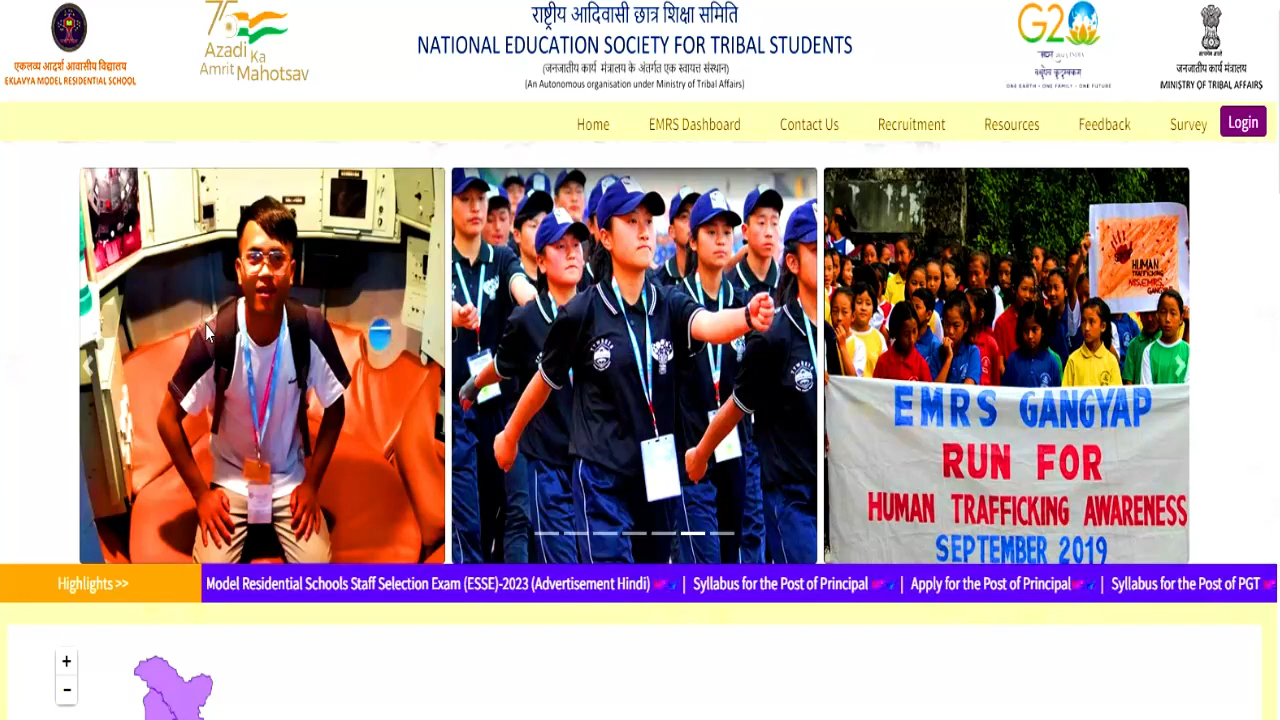 एकलव्य आदर्श आवासीय विद्यालय
EKLAVYA MODEL RESIDENTIAL SCHOOL
75
Azadi Ka
Amrit Mahotsav
राष्ट्रीय आदिवासी छात्र शिक्षा समिति
NATIONAL EDUCATION SOCIETY FOR TRIBAL STUDENTS
(जनजातीय कार्य मंत्रालय के अंतर्गत एक स्वायत्त संस्थान)
(An Autonomous organisation under Ministry of Tribal Affairs)
G20
वसुधैव कुटुम्बकम्
ONE EARTH • ONE FAMILY • ONE FUTURE
जनजातीय कार्य मंत्रालय
MINISTRY OF TRIBAL AFFAIRS
Home EMRS Dashboard Contact Us Recruitment Resources Feedback Survey Login
HUMAN
TRAFFICKING
EMRS GANGYAP
RUN FOR
HUMAN TRAFFICKING AWARENESS
SEPTEMBER 2019
Highlights >> Model Residential Schools Staff Selection Exam (ESSE)-2023 (Advertisement Hindi) | Syllabus for the Post of Principal | Apply for the Post of Principal | Syllabus for the Post of PGT
+
−